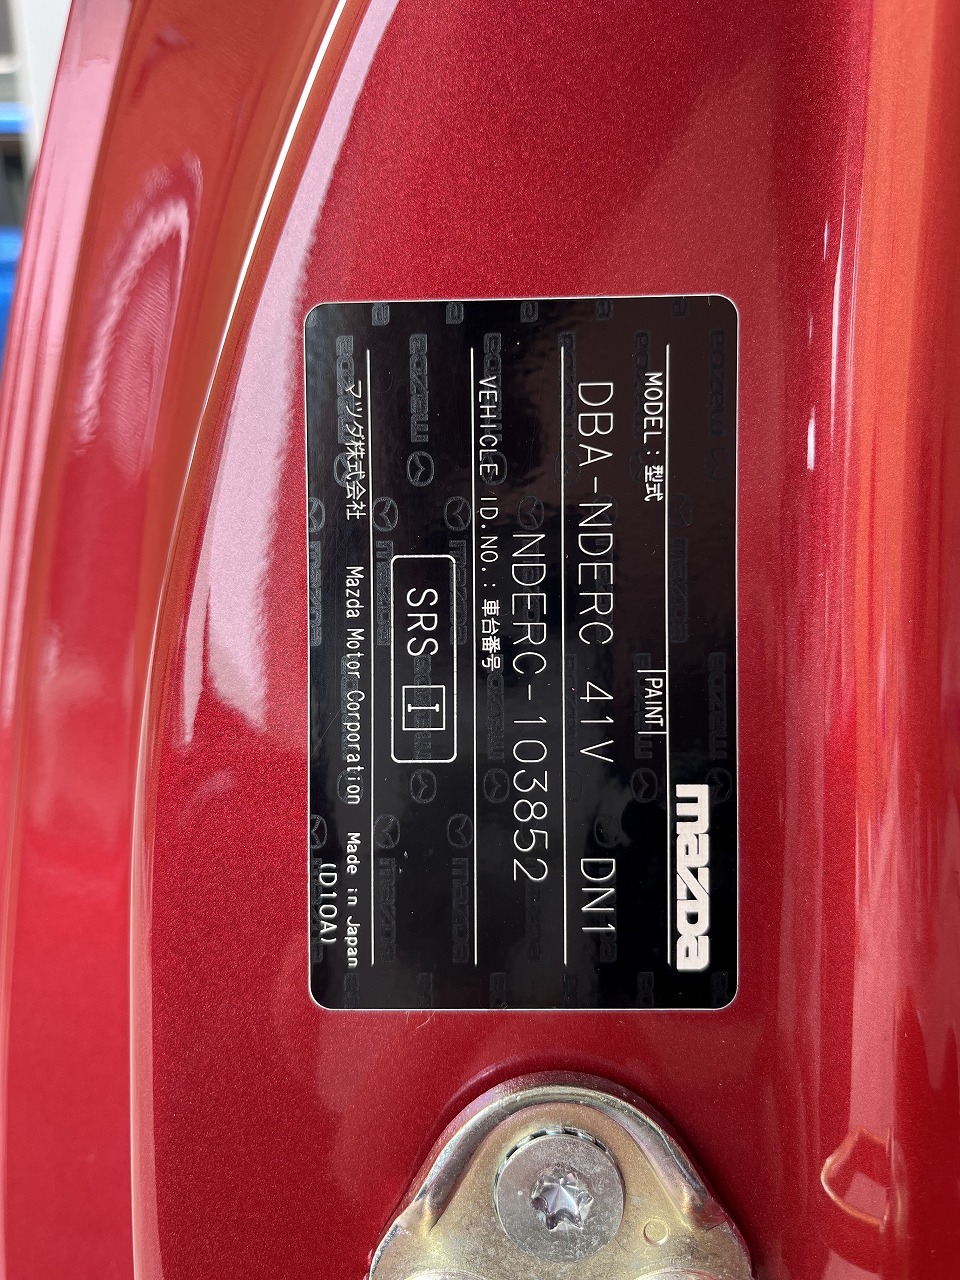 mazda
MODEL:型式 PAINT
DBA-NDERC 41V DN1
VEHICLE ID.NO.:車台番号
NDERC-103852
SRS I
マツダ株式会社 Mazda Motor Corporation Made in Japan
(D10A)